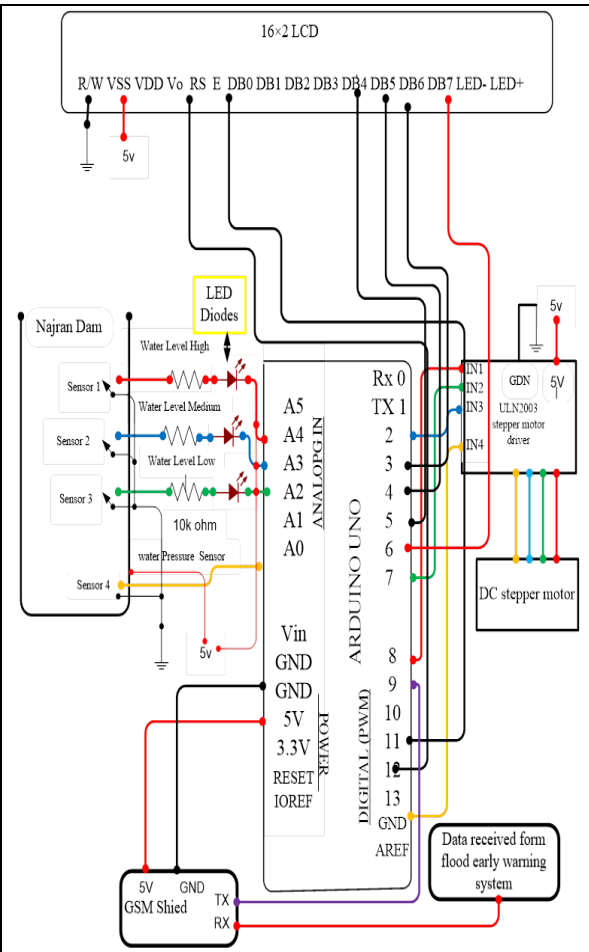 16×2 LCD
R/W VSS VDD Vo RS E DB0 DB1 DB2 DB3 DB4 DB5 DB6 DB7 LED- LED+
5v
LED
Diodes
Najran Dam
Water Level High
Sensor 1
Water Level Medium
Sensor 2
Water Level Low
Sensor 3
10k ohm
water Pressure Sensor
Sensor 4
5v
A5
A4
A3
A2
A1
A0
ANALOPG IN
Vin
GND
GND
5V
3.3V
RESET
IOREF
POWER
ARDUINO UNO
Rx 0
TX 1
2
3
4
5
6
7
8
9
10
11
12
13
GND
AREF
DIGITAL (PWM)
5v
IN1
IN2
IN3
IN4
GDN
5V
ULN2003
stepper motor
driver
DC stepper motor
Data received form
flood early warning
system
5V
GND
GSM Shied
TX
RX